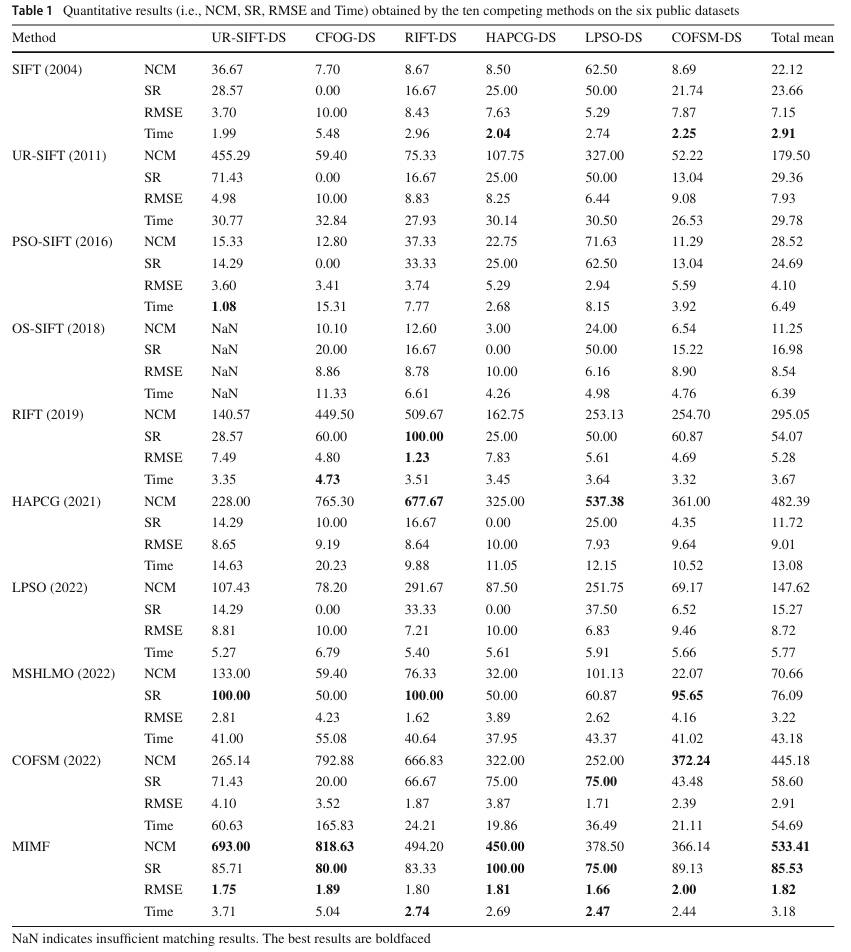 Table 1 Quantitative results (i.e., NCM, SR, RMSE and Time) obtained by the ten competing methods on the six public datasets
Method UR-SIFT-DS CFOG-DS RIFT-DS HAPCG-DS LPSO-DS COFSM-DS Total mean
SIFT (2004) NCM 36.67 7.70 8.67 8.50 62.50 8.69 22.12
SR 28.57 0.00 16.67 25.00 50.00 21.74 23.66
RMSE 3.70 10.00 8.43 7.63 5.29 7.87 7.15
Time 1.99 5.48 2.96 2.04 2.74 2.25 2.91
UR-SIFT (2011) NCM 455.29 59.40 75.33 107.75 327.00 52.22 179.50
SR 71.43 0.00 16.67 25.00 50.00 13.04 29.36
RMSE 4.98 10.00 8.83 8.25 6.44 9.08 7.93
Time 30.77 32.84 27.93 30.14 30.50 26.53 29.78
PSO-SIFT (2016) NCM 15.33 12.80 37.33 22.75 71.63 11.29 28.52
SR 14.29 0.00 33.33 25.00 62.50 13.04 24.69
RMSE 3.60 3.41 3.74 5.29 2.94 5.59 4.10
Time 1.08 15.31 7.77 2.68 8.15 3.92 6.49
OS-SIFT (2018) NCM NaN 10.10 12.60 3.00 24.00 6.54 11.25
SR NaN 20.00 16.67 0.00 50.00 15.22 16.98
RMSE NaN 8.86 8.78 10.00 6.16 8.90 8.54
Time NaN 11.33 6.61 4.26 4.98 4.76 6.39
RIFT (2019) NCM 140.57 449.50 509.67 162.75 253.13 254.70 295.05
SR 28.57 60.00 100.00 25.00 50.00 60.87 54.07
RMSE 7.49 4.80 1.23 7.83 5.61 4.69 5.28
Time 3.35 4.73 3.51 3.45 3.64 3.32 3.67
HAPCG (2021) NCM 228.00 765.30 677.67 325.00 537.38 361.00 482.39
SR 14.29 10.00 16.67 0.00 25.00 4.35 11.72
RMSE 8.65 9.19 8.64 10.00 7.93 9.64 9.01
Time 14.63 20.23 9.88 11.05 12.15 10.52 13.08
LPSO (2022) NCM 107.43 78.20 291.67 87.50 251.75 69.17 147.62
SR 14.29 0.00 33.33 0.00 37.50 6.52 15.27
RMSE 8.81 10.00 7.21 10.00 6.83 9.46 8.72
Time 5.27 6.79 5.40 5.61 5.91 5.66 5.77
MSHLMO (2022) NCM 133.00 59.40 76.33 32.00 101.13 22.07 70.66
SR 100.00 50.00 100.00 50.00 60.87 95.65 76.09
RMSE 2.81 4.23 1.62 3.89 2.62 4.16 3.22
Time 41.00 55.08 40.64 37.95 43.37 41.02 43.18
COFSM (2022) NCM 265.14 792.88 666.83 322.00 252.00 372.24 445.18
SR 71.43 20.00 66.67 75.00 75.00 43.48 58.60
RMSE 4.10 3.52 1.87 3.87 1.71 2.39 2.91
Time 60.63 165.83 24.21 19.86 36.49 21.11 54.69
MIMF NCM 693.00 818.63 494.20 450.00 378.50 366.14 533.41
SR 85.71 80.00 83.33 100.00 75.00 89.13 85.53
RMSE 1.75 1.89 1.80 1.81 1.66 2.00 1.82
Time 3.71 5.04 2.74 2.69 2.47 2.44 3.18
NaN indicates insufficient matching results. The best results are boldfaced